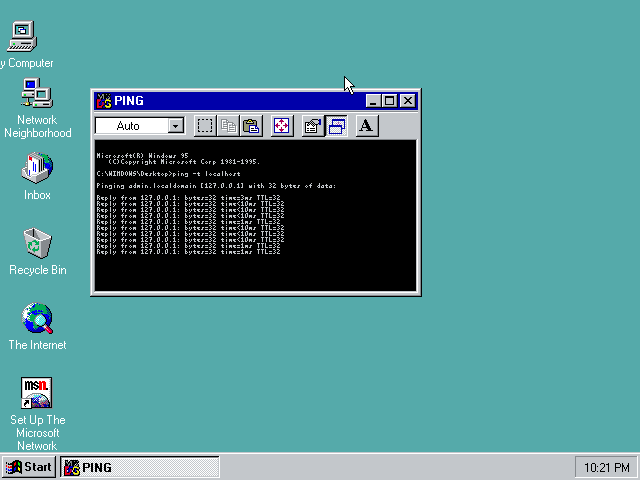 y Computer
Network
Neighborhood
Inbox
Recycle Bin
The Internet
msn.
Set Up The
Microsoft
Network
PING
Auto
A
Microsoft(R) Windows 95
(C)Copyright Microsoft Corp 1981-1995.
C:\WINDOWS\Desktop>ping -t localhost
Pinging admin.localdomain [127.0.0.1] with 32 bytes of data:
Reply from 127.0.0.1: bytes=32 time=3ms TTL=32
Reply from 127.0.0.1: bytes=32 time<10ms TTL=32
Reply from 127.0.0.1: bytes=32 time<10ms TTL=32
Reply from 127.0.0.1: bytes=32 time<10ms TTL=32
Reply from 127.0.0.1: bytes=32 time=1ms TTL=32
Reply from 127.0.0.1: bytes=32 time<10ms TTL=32
Reply from 127.0.0.1: bytes=32 time<10ms TTL=32
Reply from 127.0.0.1: bytes=32 time<10ms TTL=32
Reply from 127.0.0.1: bytes=32 time=1ms TTL=32
Reply from 127.0.0.1: bytes=32 time=1ms TTL=32
Start
PING
10:21 PM